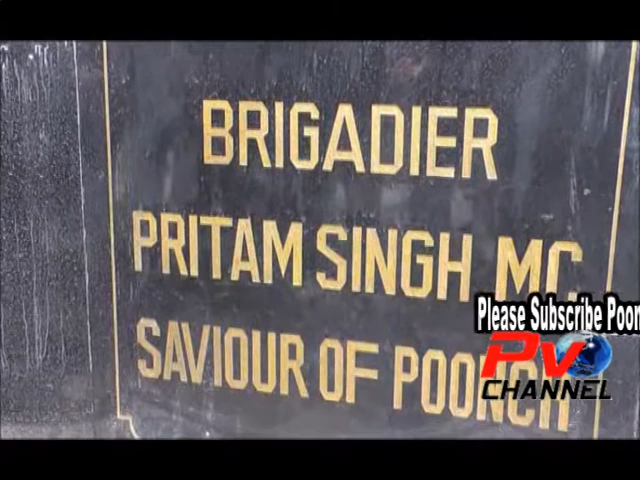 BRIGADIER
PRITAM SINGH MC
SAVIOUR OF POONCH
Please Subscribe Poon
PV
CHANNEL